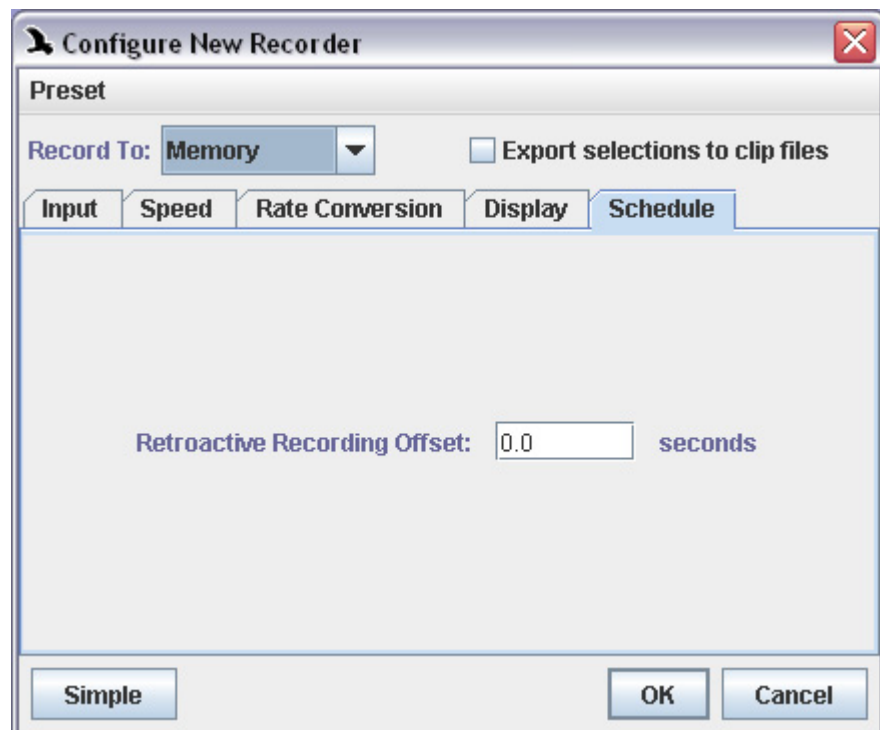 Configure New Recorder
Preset
Record To: Memory Export selections to clip files
Input Speed Rate Conversion Display Schedule
Retroactive Recording Offset: 0.0 seconds
Simple OK Cancel